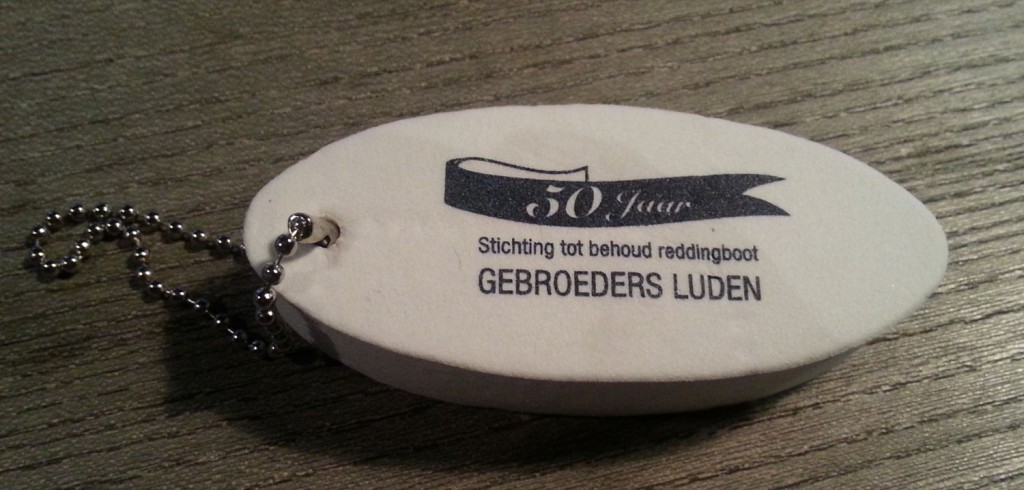 50 Jaar
Stichting tot behoud reddingboot
GEBROEDERS LUDEN